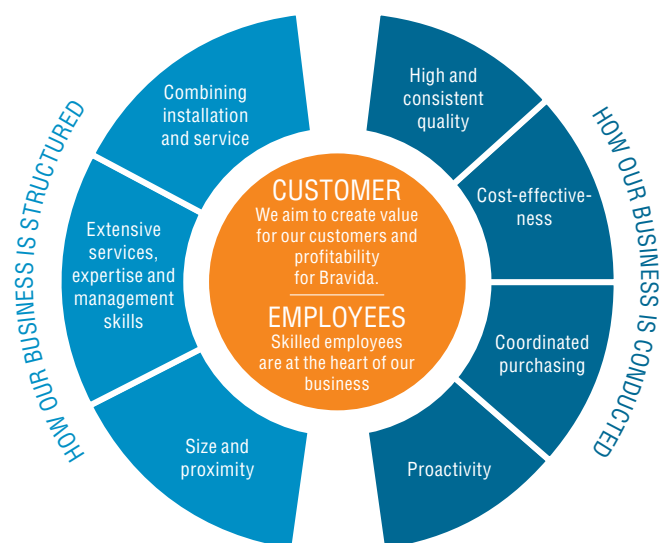 HOW OUR BUSINESS IS STRUCTURED
Combining
installation
and service
Extensive
services,
expertise and
management
skills
Size and
proximity
CUSTOMER
We aim to create value
for our customers and
profitability
for Bravida.
EMPLOYEES
Skilled employees
are at the heart of our
business
High and
consistent
quality
Cost-effective-
ness
Coordinated
purchasing
Proactivity
HOW OUR BUSINESS IS CONDUCTED